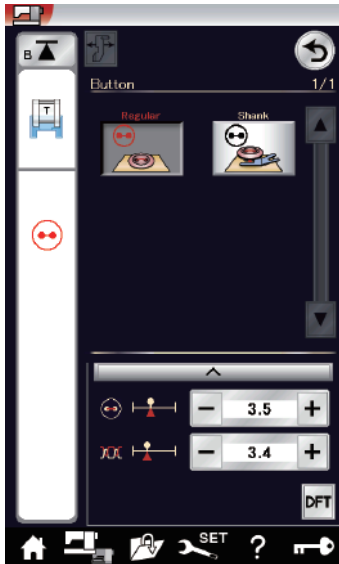 B
T
Button 1/1
Regular Shank
− 3.5 +
− 3.4 +
DFT
SET
?